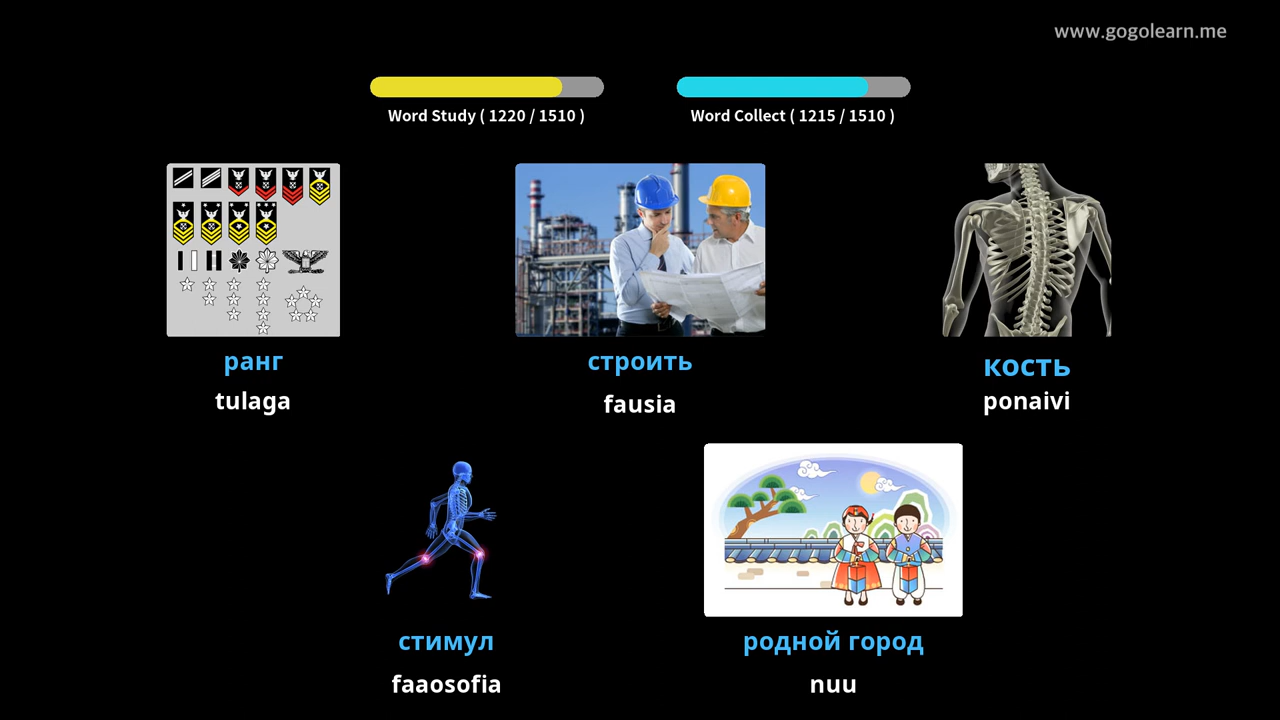 www.gogolearn.me
Word Study ( 1220 / 1510 )
Word Collect ( 1215 / 1510 )
ранг
tulaga
строить
fausia
кость
ponaivi
стимул
faaosofia
родной город
nuu